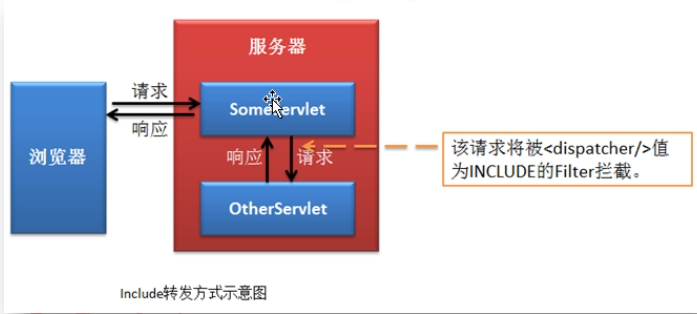 服务器
请求
SomeServlet
响应
浏览器
响应
请求
该请求将被<dispatcher/>值
为INCLUDE的Filter拦截。
OtherServlet
Include转发方式示意图